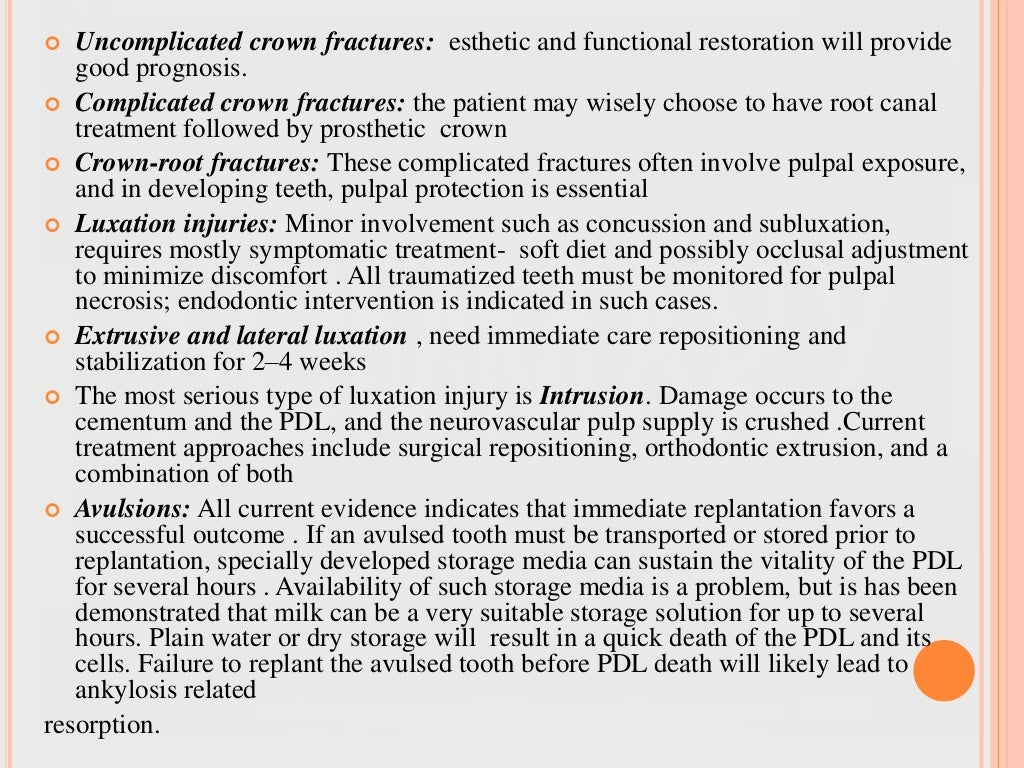 Uncomplicated crown fractures:  esthetic and functional restoration will provide
good prognosis.
Complicated crown fractures: the patient may wisely choose to have root canal
treatment followed by prosthetic  crown
Crown-root fractures: These complicated fractures often involve pulpal exposure,
and in developing teeth, pulpal protection is essential
Luxation injuries: Minor involvement such as concussion and subluxation,
requires mostly symptomatic treatment-  soft diet and possibly occlusal adjustment
to minimize discomfort . All traumatized teeth must be monitored for pulpal
necrosis; endodontic intervention is indicated in such cases.
Extrusive and lateral luxation , need immediate care repositioning and
stabilization for 2–4 weeks
The most serious type of luxation injury is Intrusion. Damage occurs to the
cementum and the PDL, and the neurovascular pulp supply is crushed .Current
treatment approaches include surgical repositioning, orthodontic extrusion, and a
combination of both
Avulsions: All current evidence indicates that immediate replantation favors a
successful outcome . If an avulsed tooth must be transported or stored prior to
replantation, specially developed storage media can sustain the vitality of the PDL
for several hours . Availability of such storage media is a problem, but is has been
demonstrated that milk can be a very suitable storage solution for up to several
hours. Plain water or dry storage will  result in a quick death of the PDL and its
cells. Failure to replant the avulsed tooth before PDL death will likely lead to
ankylosis related
resorption.